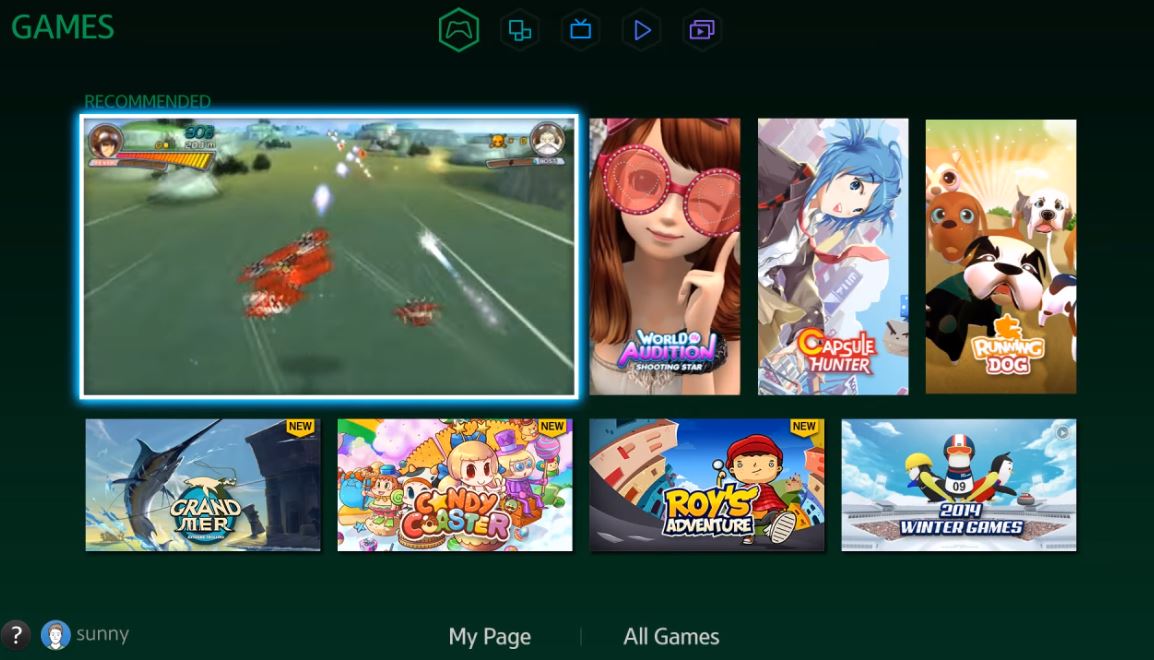 GAMES
RECOMMENDED
WORLD IN
AUDITION
SHOOTING STAR
CAPSULE
HUNTER
RUNNING
DOG
NEW
GRAND
MER
NEW
CANDY
COASTER
NEW
ROY'S
ADVENTURE
09
2014
WINTER GAMES
?
sunny
My Page
All Games